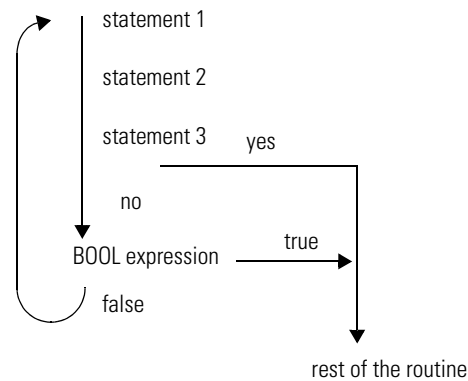 statement 1
statement 2
statement 3
yes
no
BOOL expression
true
false
rest of the routine